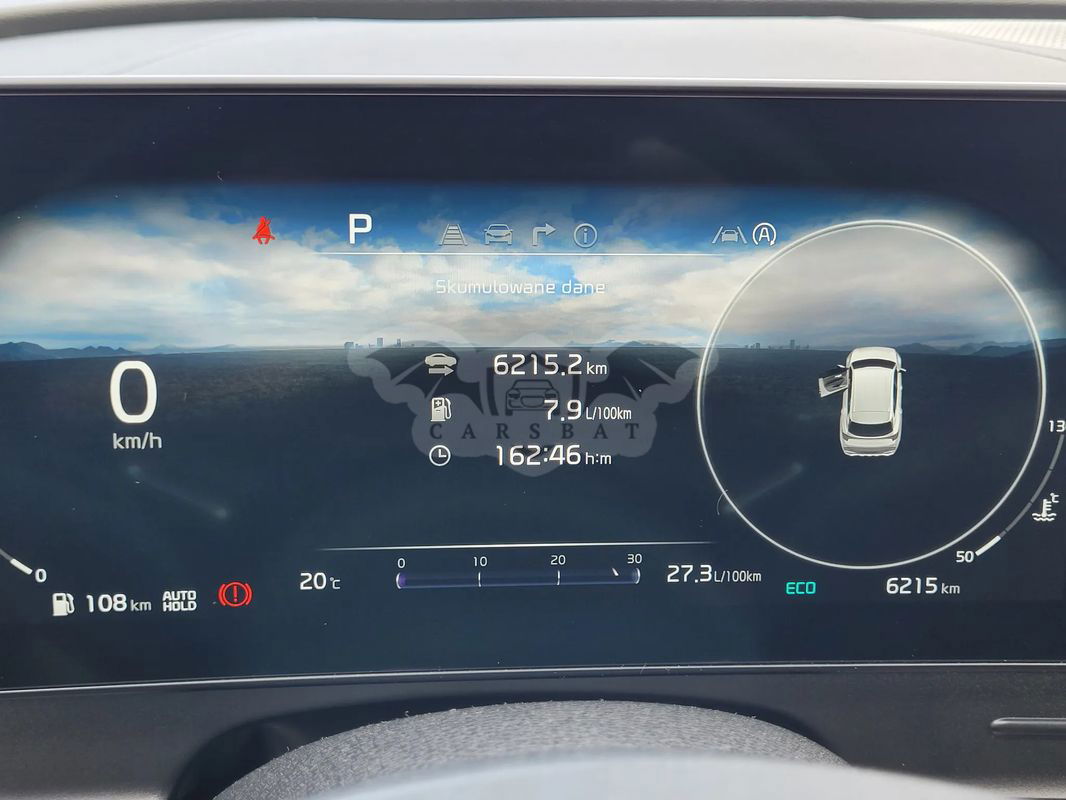 P
A
Skumulowane dane
6215.2 km
0
km/h
7.9 L/100km
CARSBAT
162:46 h:m
13
°C
50
0
0 10 20 30
20 °C
27.3 L/100km
ECO
6215 km
108 km
AUTO
HOLD